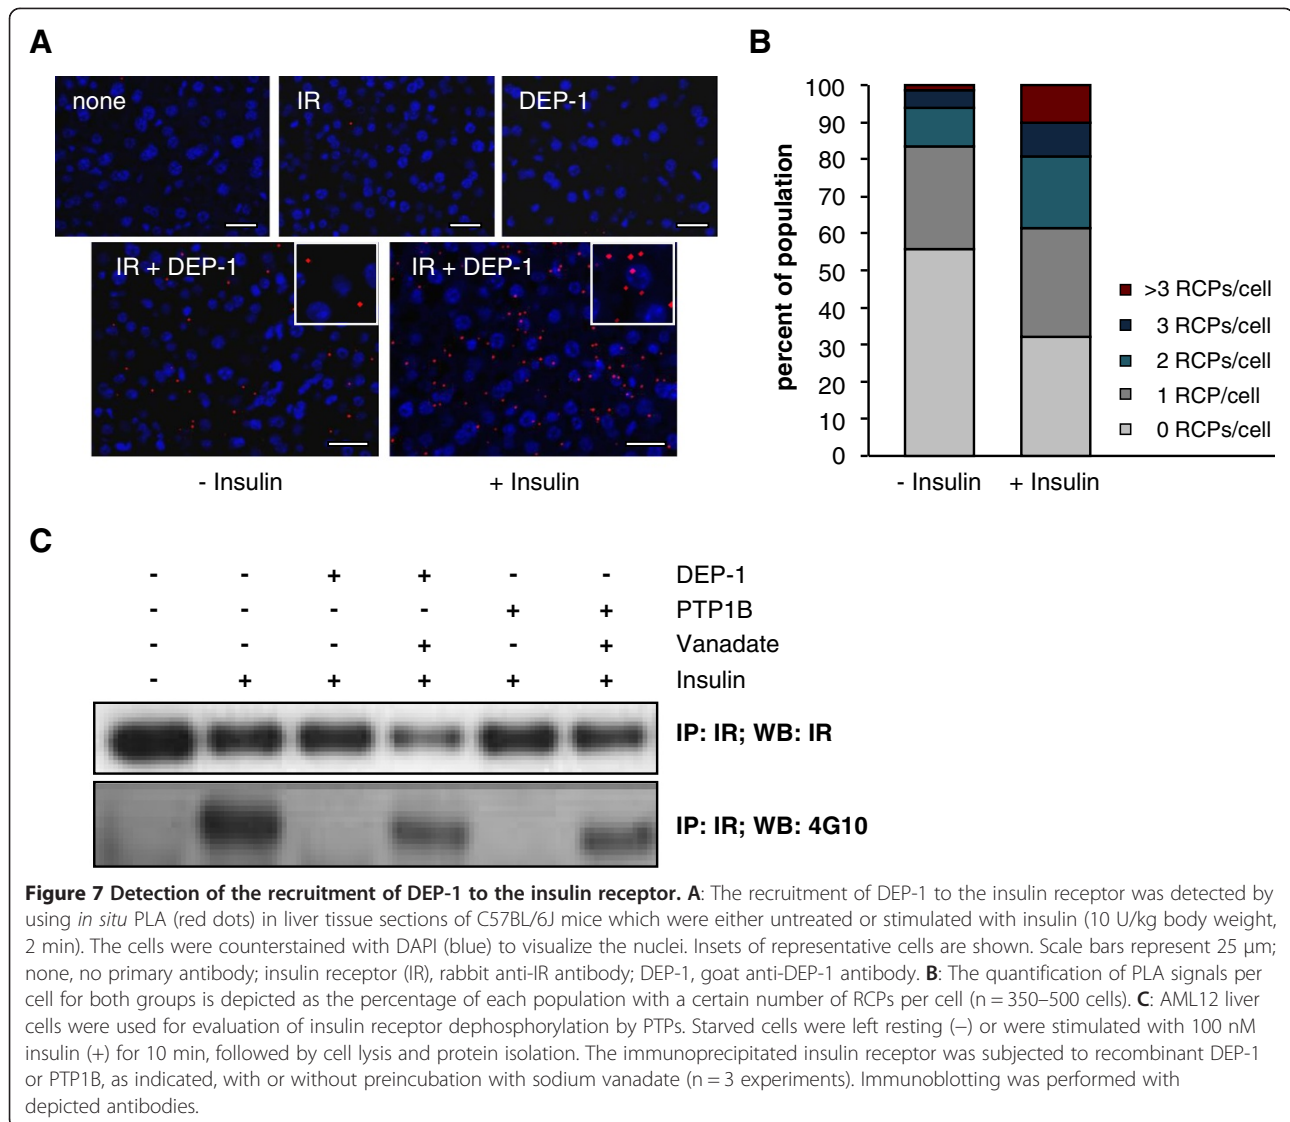 A
none
IR
DEP-1
IR + DEP-1
IR + DEP-1
- Insulin
+ Insulin
B
percent of population
100
90
80
70
60
50
40
30
20
10
0
- Insulin
+ Insulin
>3 RCPs/cell
3 RCPs/cell
2 RCPs/cell
1 RCP/cell
0 RCPs/cell
C
- - + + - - DEP-1
- - - - + + PTP1B
- - - + - + Vanadate
- + + + + + Insulin
IP: IR; WB: IR
IP: IR; WB: 4G10
Figure 7 Detection of the recruitment of DEP-1 to the insulin receptor. A: The recruitment of DEP-1 to the insulin receptor was detected by
using in situ PLA (red dots) in liver tissue sections of C57BL/6J mice which were either untreated or stimulated with insulin (10 U/kg body weight,
2 min). The cells were counterstained with DAPI (blue) to visualize the nuclei. Insets of representative cells are shown. Scale bars represent 25 μm;
none, no primary antibody; insulin receptor (IR), rabbit anti-IR antibody; DEP-1, goat anti-DEP-1 antibody. B: The quantification of PLA signals per
cell for both groups is depicted as the percentage of each population with a certain number of RCPs per cell (n = 350–500 cells). C: AML12 liver
cells were used for evaluation of insulin receptor dephosphorylation by PTPs. Starved cells were left resting (−) or were stimulated with 100 nM
insulin (+) for 10 min, followed by cell lysis and protein isolation. The immunoprecipitated insulin receptor was subjected to recombinant DEP-1
or PTP1B, as indicated, with or without preincubation with sodium vanadate (n = 3 experiments). Immunoblotting was performed with
depicted antibodies.